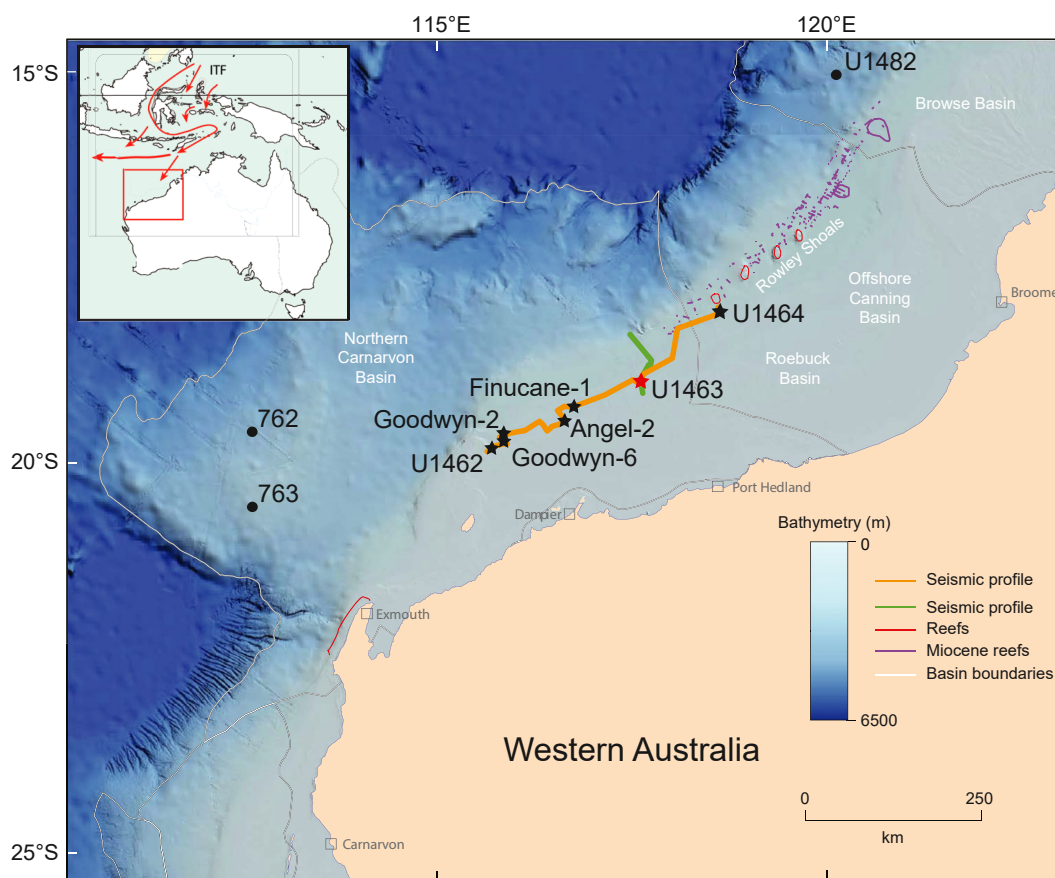 115°E
120°E
15°S
20°S
25°S
ITF
U1482
Browse Basin
Rowley Shoals
Offshore
Canning
Basin
Broome
U1464
Northern
Carnarvon
Basin
Roebuck
Basin
Finucane-1
U1463
Goodwyn-2
Angel-2
U1462
Goodwyn-6
762
763
Port Hedland
Dampier
Exmouth
Bathymetry (m)
0
6500
Seismic profile
Seismic profile
Reefs
Miocene reefs
Basin boundaries
Western Australia
0
250
km
Carnarvon